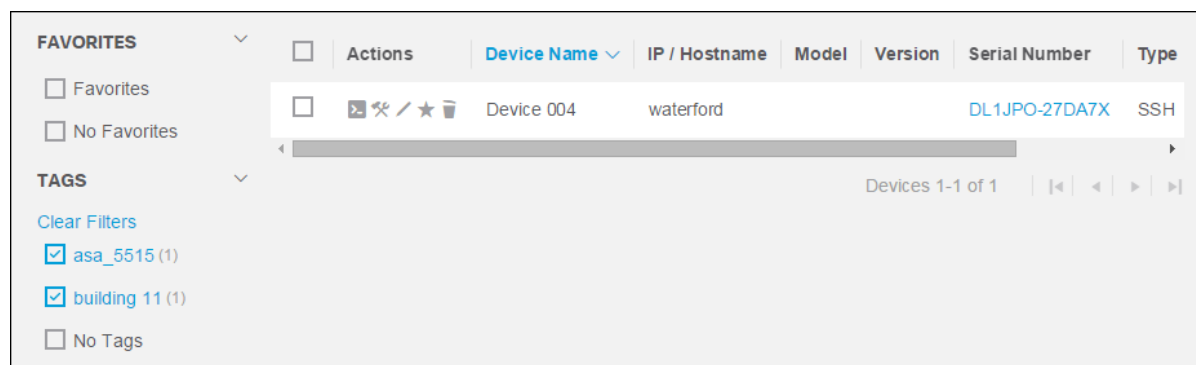 FAVORITES
Favorites
No Favorites
TAGS
Clear Filters
asa_5515 (1)
building 11 (1)
No Tags
Actions Device Name IP / Hostname Model Version Serial Number Type
Device 004 waterford DL1JPO-27DA7X SSH
Devices 1-1 of 1